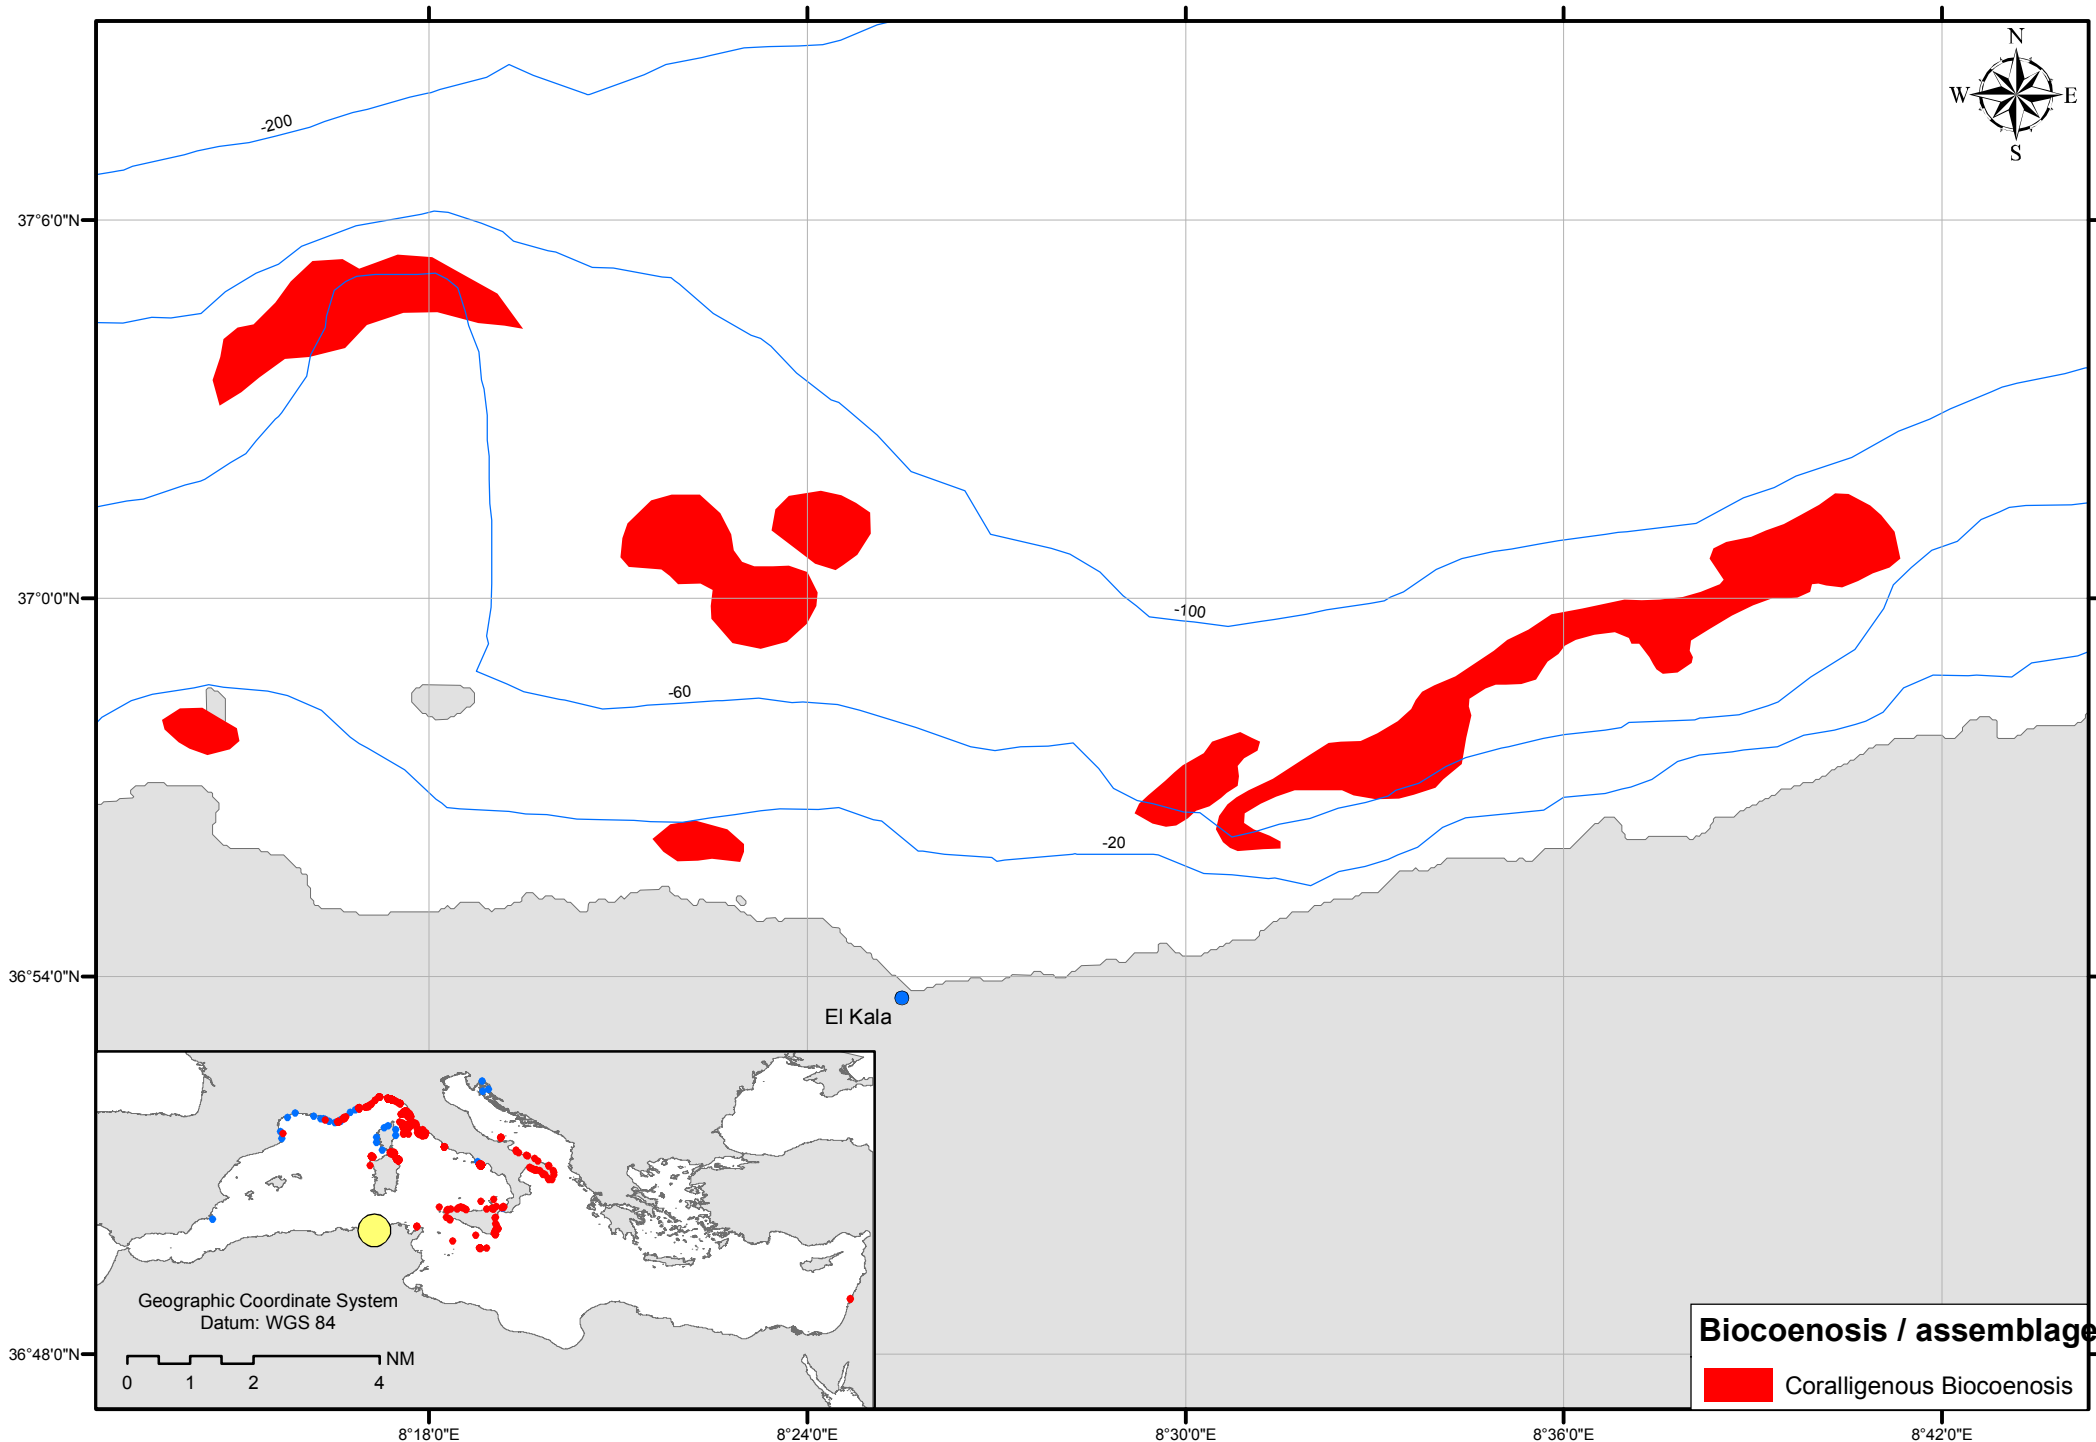 N
W E
S
-200
37°6'0"N
37°0'0"N
-100
-60
-20
36°54'0"N
El Kala
Geographic Coordinate System
Datum: WGS 84
NM
0 1 2 4
36°48'0"N
Biocoenosis / assemblage
Coralligenous Biocoenosis
8°18'0"E 8°24'0"E 8°30'0"E 8°36'0"E 8°42'0"E